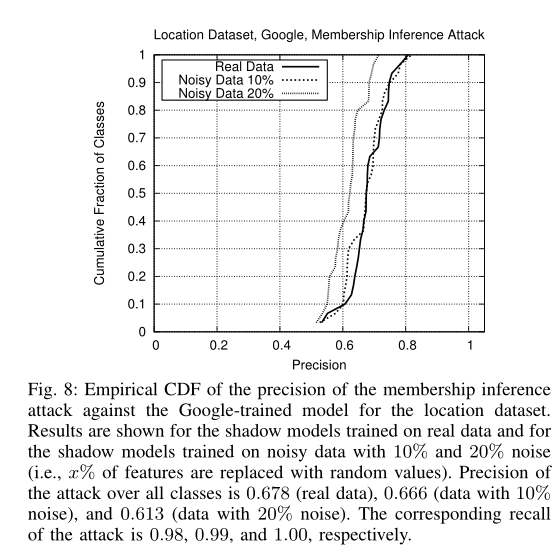 Location Dataset, Google, Membership Inference Attack
1
0.9
0.8
0.7
0.6
0.5
0.4
0.3
0.2
0.1
0
Cumulative Fraction of Classes
Real Data
Noisy Data 10%
Noisy Data 20%
0 0.2 0.4 0.6 0.8 1
Precision
Fig. 8: Empirical CDF of the precision of the membership inference
attack against the Google-trained model for the location dataset.
Results are shown for the shadow models trained on real data and for
the shadow models trained on noisy data with 10% and 20% noise
(i.e., x% of features are replaced with random values). Precision of
the attack over all classes is 0.678 (real data), 0.666 (data with 10%
noise), and 0.613 (data with 20% noise). The corresponding recall
of the attack is 0.98, 0.99, and 1.00, respectively.